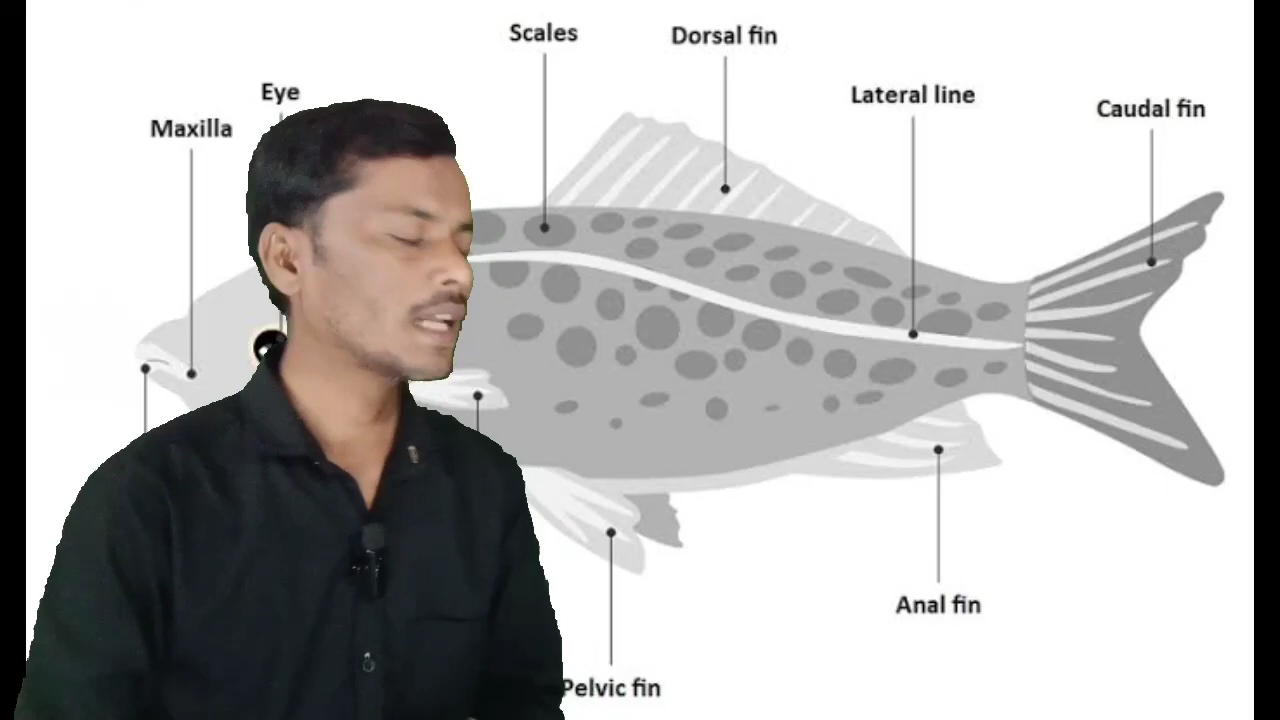 Scales
Dorsal fin
Eye
Lateral line
Caudal fin
Maxilla
Anal fin
Pelvic fin